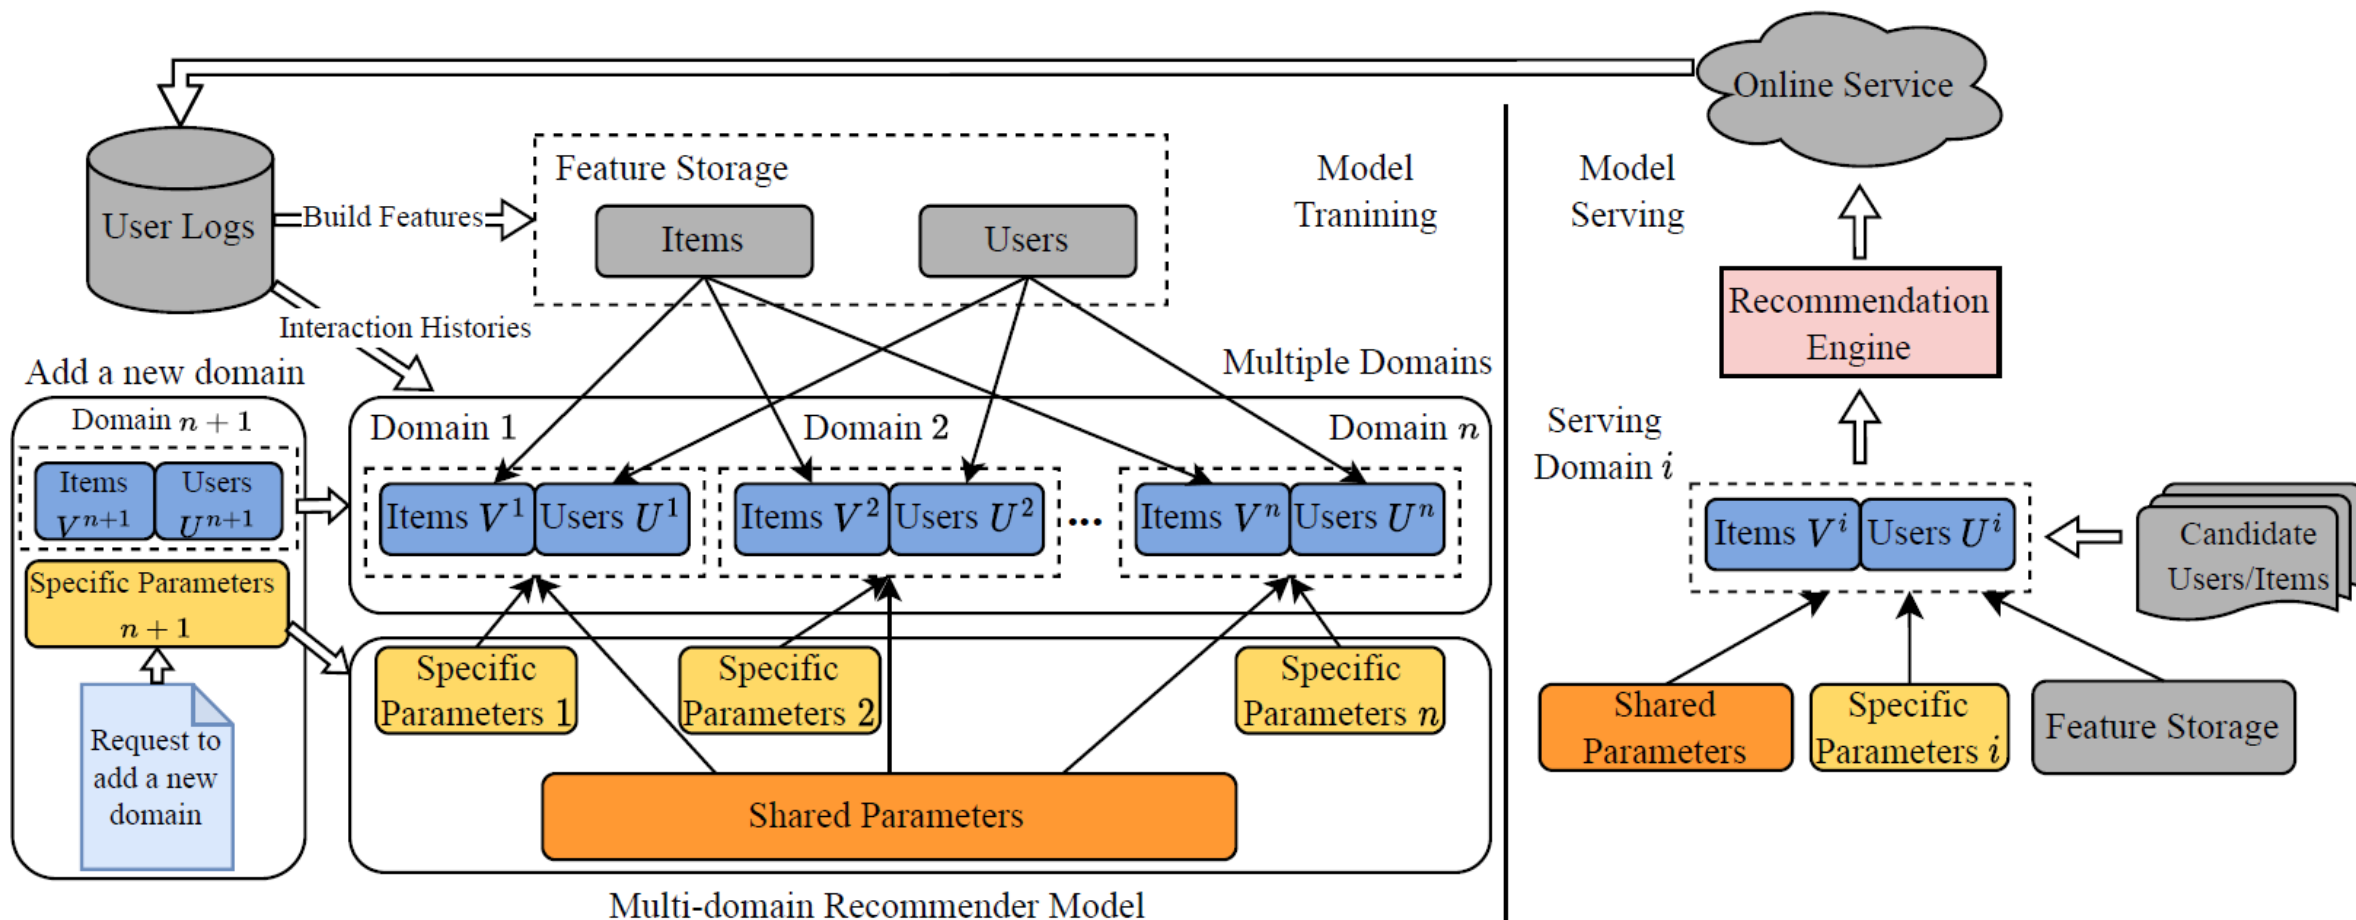 Online Service
User Logs
Build Features
Feature Storage
Items
Users
Model
Tranining
Model
Serving
Interaction Histories
Recommendation
Engine
Add a new domain
Multiple Domains
Domain n + 1
Items
V^{n+1}
Users
U^{n+1}
Specific Parameters
n + 1
Request to
add a new
domain
Domain 1
Domain 2
Domain n
Items V^1
Users U^1
Items V^2
Users U^2
...
Items V^n
Users U^n
Specific
Parameters 1
Specific
Parameters 2
Specific
Parameters n
Shared Parameters
Multi-domain Recommender Model
Serving
Domain i
Items V^i
Users U^i
Candidate
Users/Items
Shared
Parameters
Specific
Parameters i
Feature Storage